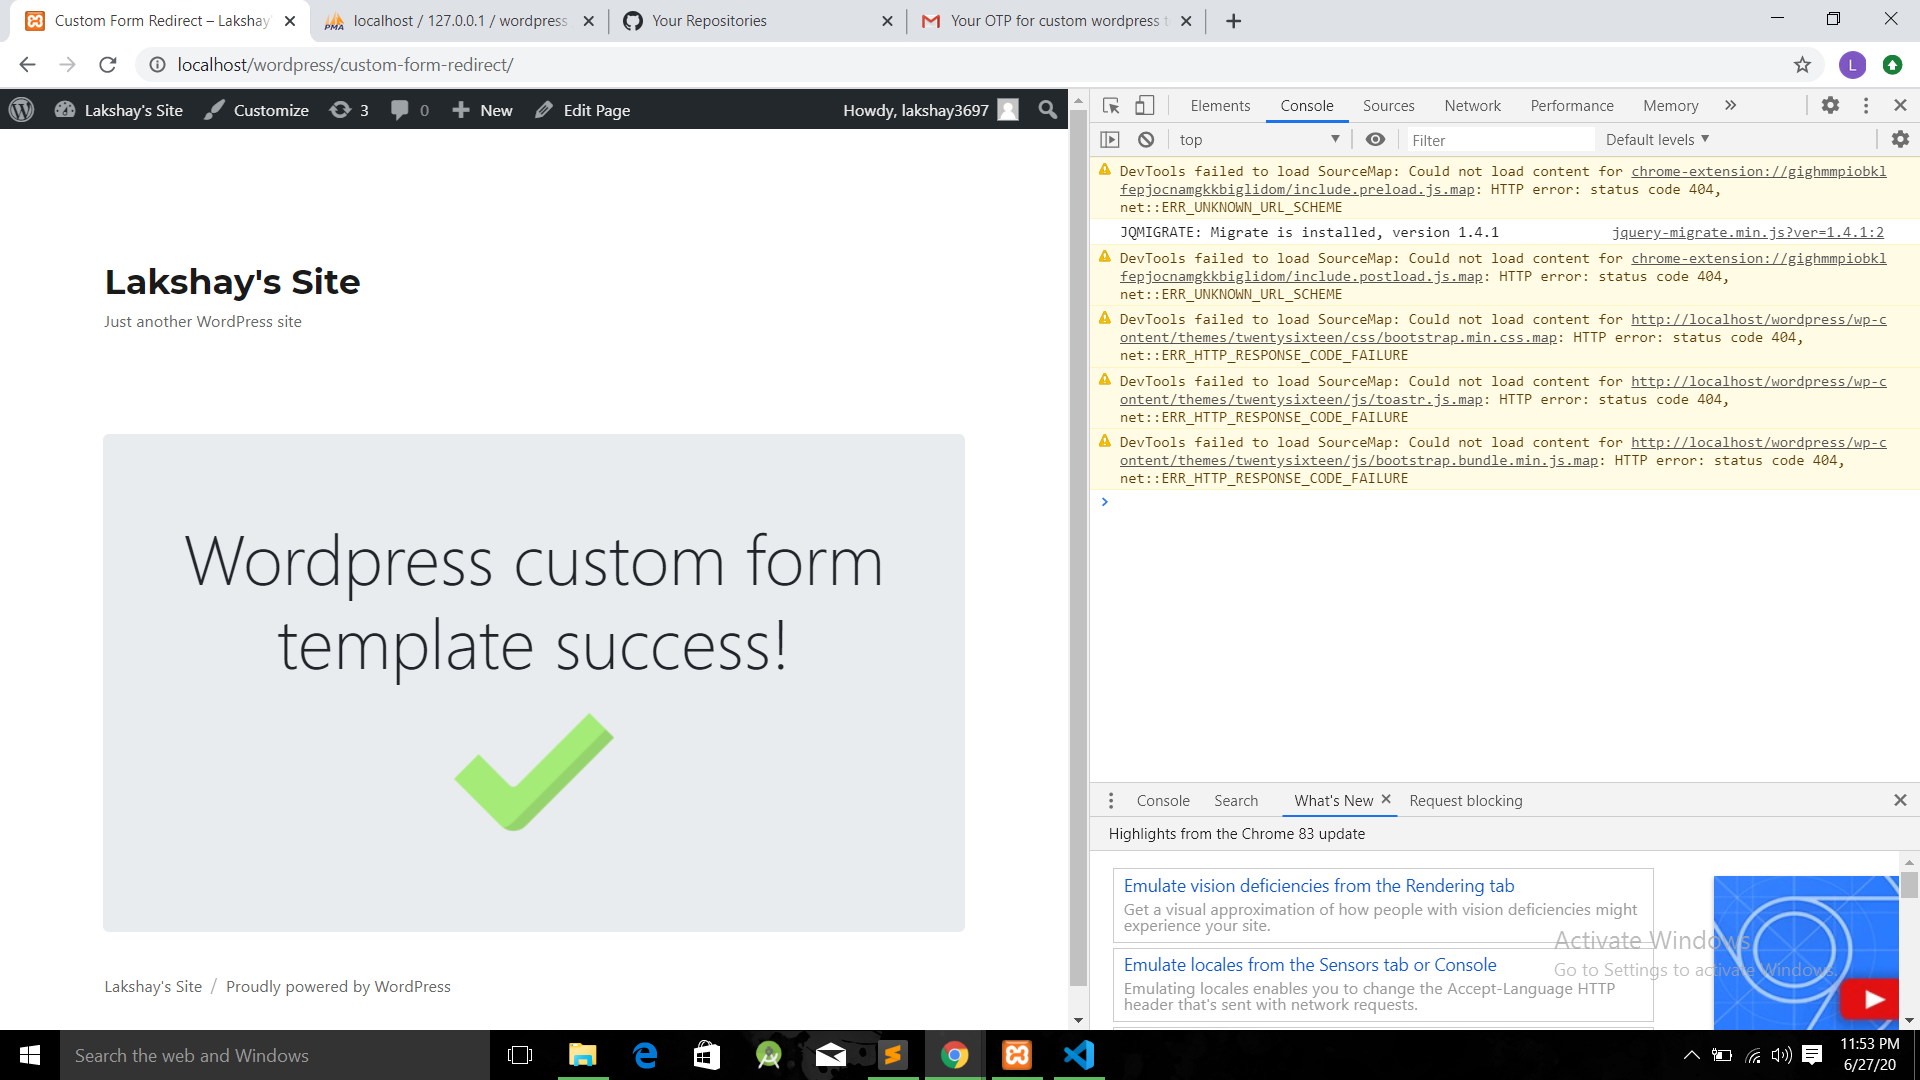 Custom Form Redirect – Lakshay'
localhost / 127.0.0.1 / wordpress
Your Repositories
Your OTP for custom wordpress t
localhost/wordpress/custom-form-redirect/
L
Lakshay's Site
Customize
3
0
New
Edit Page
Howdy, lakshay3697
Lakshay's Site
Just another WordPress site
Wordpress custom form
template success!
Lakshay's Site / Proudly powered by WordPress
Elements
Console
Sources
Network
Performance
Memory
»
top
Filter
Default levels
DevTools failed to load SourceMap: Could not load content for chrome-extension://gighmmpiobkl
fepjocnamgkkbiglidom/include.preload.js.map: HTTP error: status code 404,
net::ERR_UNKNOWN_URL_SCHEME
JQMIGRATE: Migrate is installed, version 1.4.1 jquery-migrate.min.js?ver=1.4.1:2
DevTools failed to load SourceMap: Could not load content for chrome-extension://gighmmpiobkl
fepjocnamgkkbiglidom/include.postload.js.map: HTTP error: status code 404,
net::ERR_UNKNOWN_URL_SCHEME
DevTools failed to load SourceMap: Could not load content for http://localhost/wordpress/wp-c
ontent/themes/twentysixteen/css/bootstrap.min.css.map: HTTP error: status code 404,
net::ERR_HTTP_RESPONSE_CODE_FAILURE
DevTools failed to load SourceMap: Could not load content for http://localhost/wordpress/wp-c
ontent/themes/twentysixteen/js/toastr.js.map: HTTP error: status code 404,
net::ERR_HTTP_RESPONSE_CODE_FAILURE
DevTools failed to load SourceMap: Could not load content for http://localhost/wordpress/wp-c
ontent/themes/twentysixteen/js/bootstrap.bundle.min.js.map: HTTP error: status code 404,
net::ERR_HTTP_RESPONSE_CODE_FAILURE
Console
Search
What's New
Request blocking
Highlights from the Chrome 83 update
Emulate vision deficiencies from the Rendering tab
Get a visual approximation of how people with vision deficiencies might
experience your site.
Emulate locales from the Sensors tab or Console
Emulating locales enables you to change the Accept-Language HTTP
header that's sent with network requests.
Activate Windows
Go to Settings to activate Windows.
Search the web and Windows
11:53 PM
6/27/20